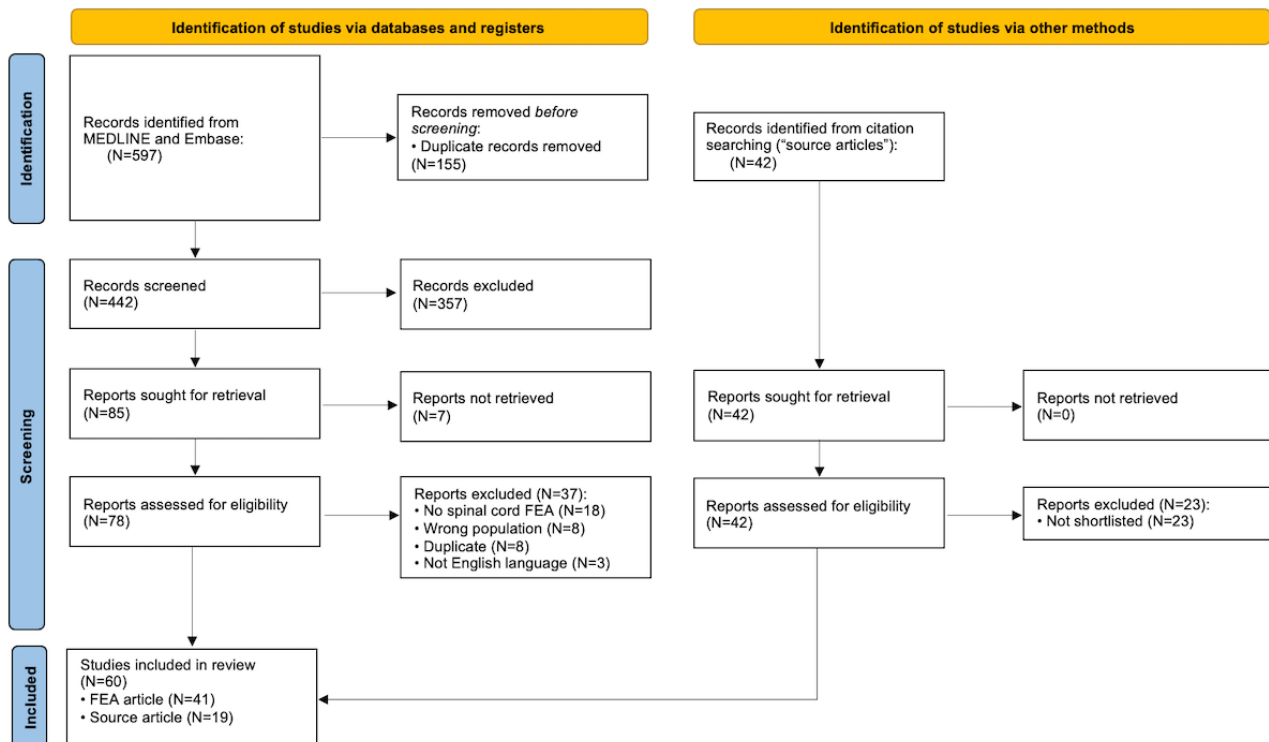 Identification of studies via databases and registers
Identification of studies via other methods
Identification
Records identified from
MEDLINE and Embase:
(N=597)
Records removed before
screening:
• Duplicate records removed
(N=155)
Records identified from citation
searching (“source articles”):
(N=42)
Screening
Records screened
(N=442)
Records excluded
(N=357)
Reports sought for retrieval
(N=85)
Reports not retrieved
(N=7)
Reports sought for retrieval
(N=42)
Reports not retrieved
(N=0)
Reports assessed for eligibility
(N=78)
Reports excluded (N=37):
• No spinal cord FEA (N=18)
• Wrong population (N=8)
• Duplicate (N=8)
• Not English language (N=3)
Reports assessed for eligibility
(N=42)
Reports excluded (N=23):
• Not shortlisted (N=23)
Included
Studies included in review
(N=60)
• FEA article (N=41)
• Source article (N=19)